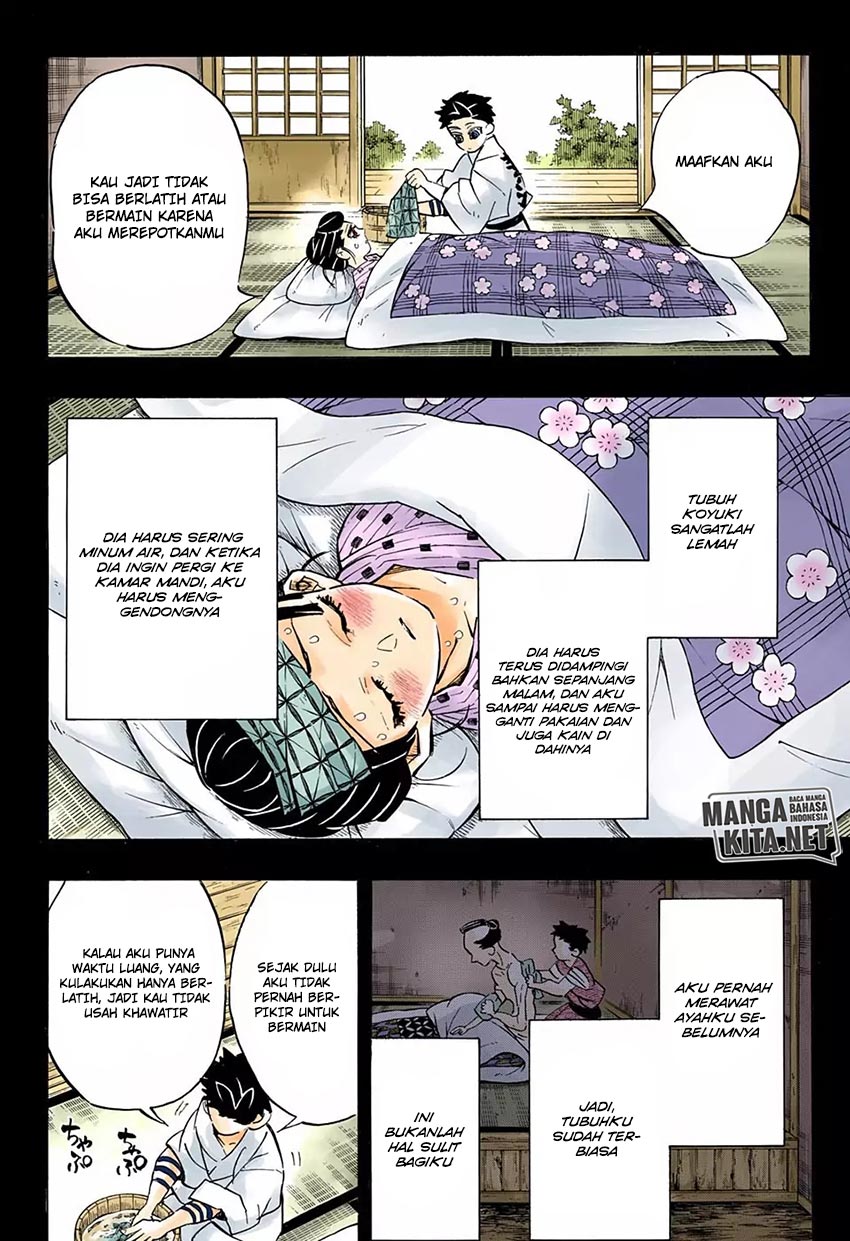 MAAFKAN AKU
KAU JADI TIDAK
BISA BERLATIH ATAU
BERMAIN KARENA
AKU MEREPOTKANMU
TUBUH
KOYUKI
SANGATLAH
LEMAH
DIA HARUS
TERUS DIDAMPINGI
BAHKAN SEPANJANG
MALAM, DAN AKU
SAMPAI HARUS MENG-
GANTI PAKAIAN DAN
JUGA KAIN DI
DAHINYA
DIA HARUS SERING
MINUM AIR, DAN KETIKA
DIA INGIN PERGI KE
KAMAR MANDI, AKU
HARUS MENG-
GENDONGNYA
MANGA
KITA.NET
BACA MANGA
BAHASA
INDONESIA
AKU PERNAH
MERAWAT
AYAHKU SE-
BELUMNYA
JADI,
TUBUHKU
SUDAH TER-
BIASA
INI
BUKANLAH
HAL SULIT
BAGIKU
SEJAK DULU
AKU TIDAK
PERNAH BER-
PIKIR UNTUK
BERMAIN
KALAU AKU PUNYA
WAKTU LUANG, YANG
KULAKUKAN HANYA BER-
LATIH, JADI KAU TIDAK
USAH KHAWATIR
ちゃぷ
ちゃぷ